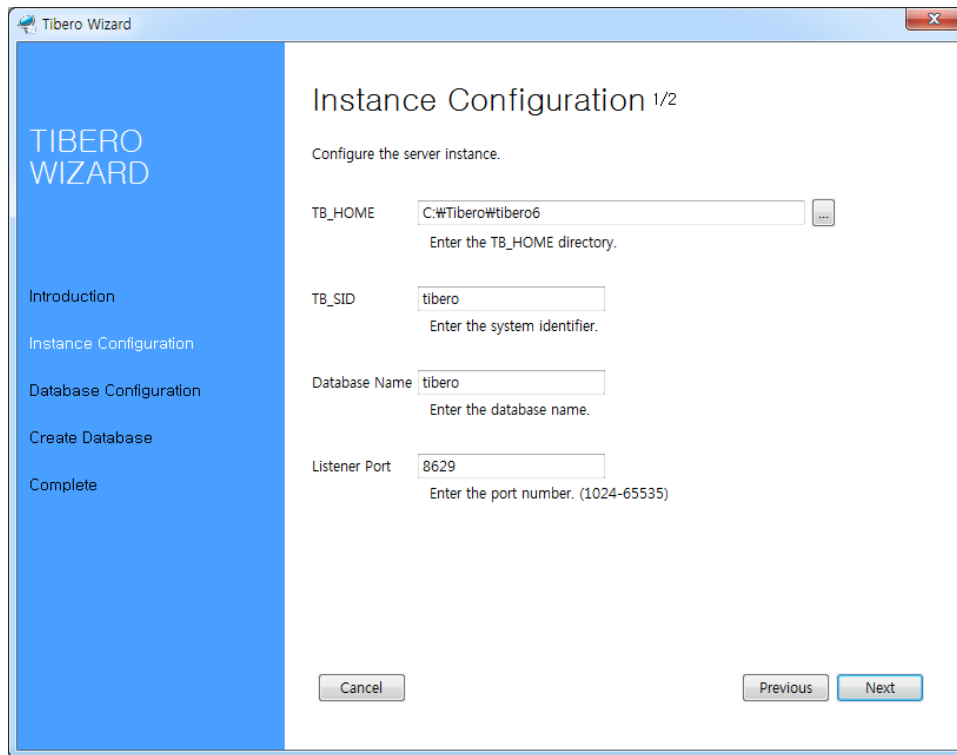 Tibero Wizard
TIBERO
WIZARD
Introduction
Instance Configuration
Database Configuration
Create Database
Complete
Instance Configuration 1/2
Configure the server instance.
TB_HOME C:₩Tibero₩tibero6 ...
Enter the TB_HOME directory.
TB_SID tibero
Enter the system identifier.
Database Name tibero
Enter the database name.
Listener Port 8629
Enter the port number. (1024-65535)
Cancel Previous Next